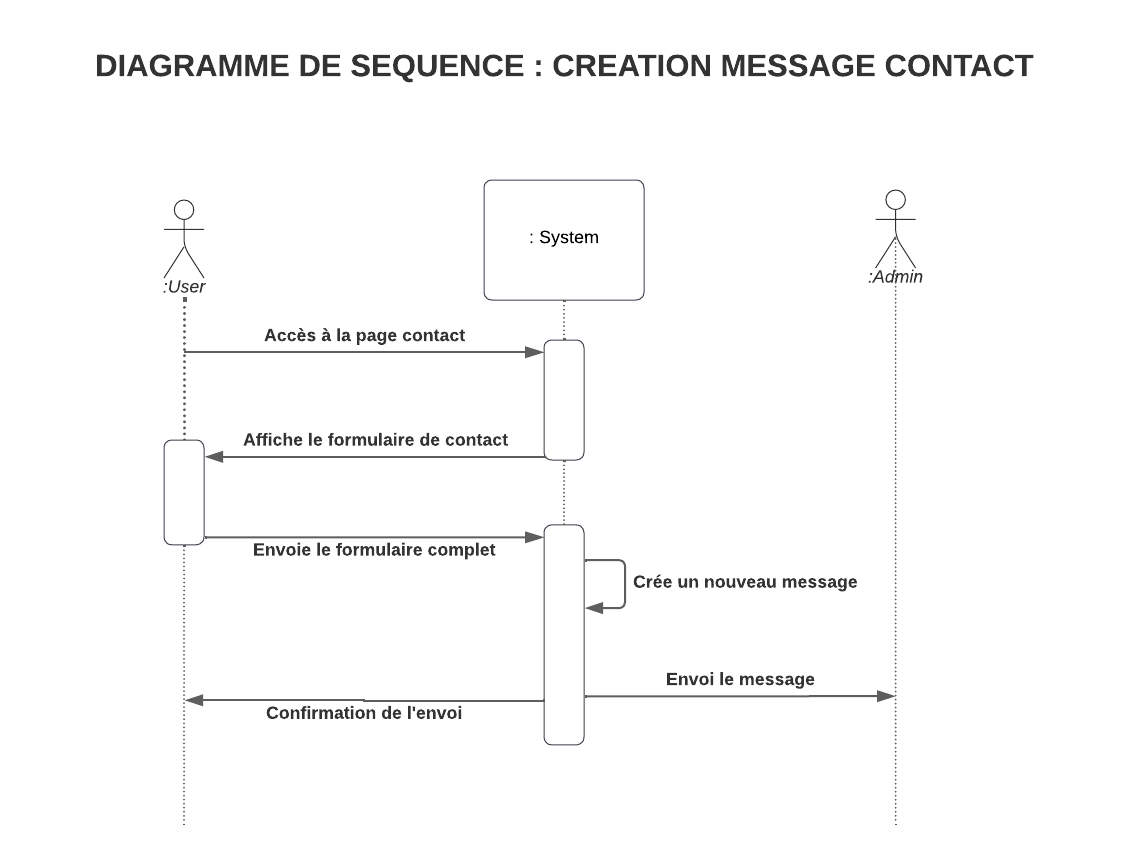 DIAGRAMME DE SEQUENCE : CREATION MESSAGE CONTACT
: System
:User
:Admin
Accès à la page contact
Affiche le formulaire de contact
Envoie le formulaire complet
Crée un nouveau message
Envoi le message
Confirmation de l'envoi